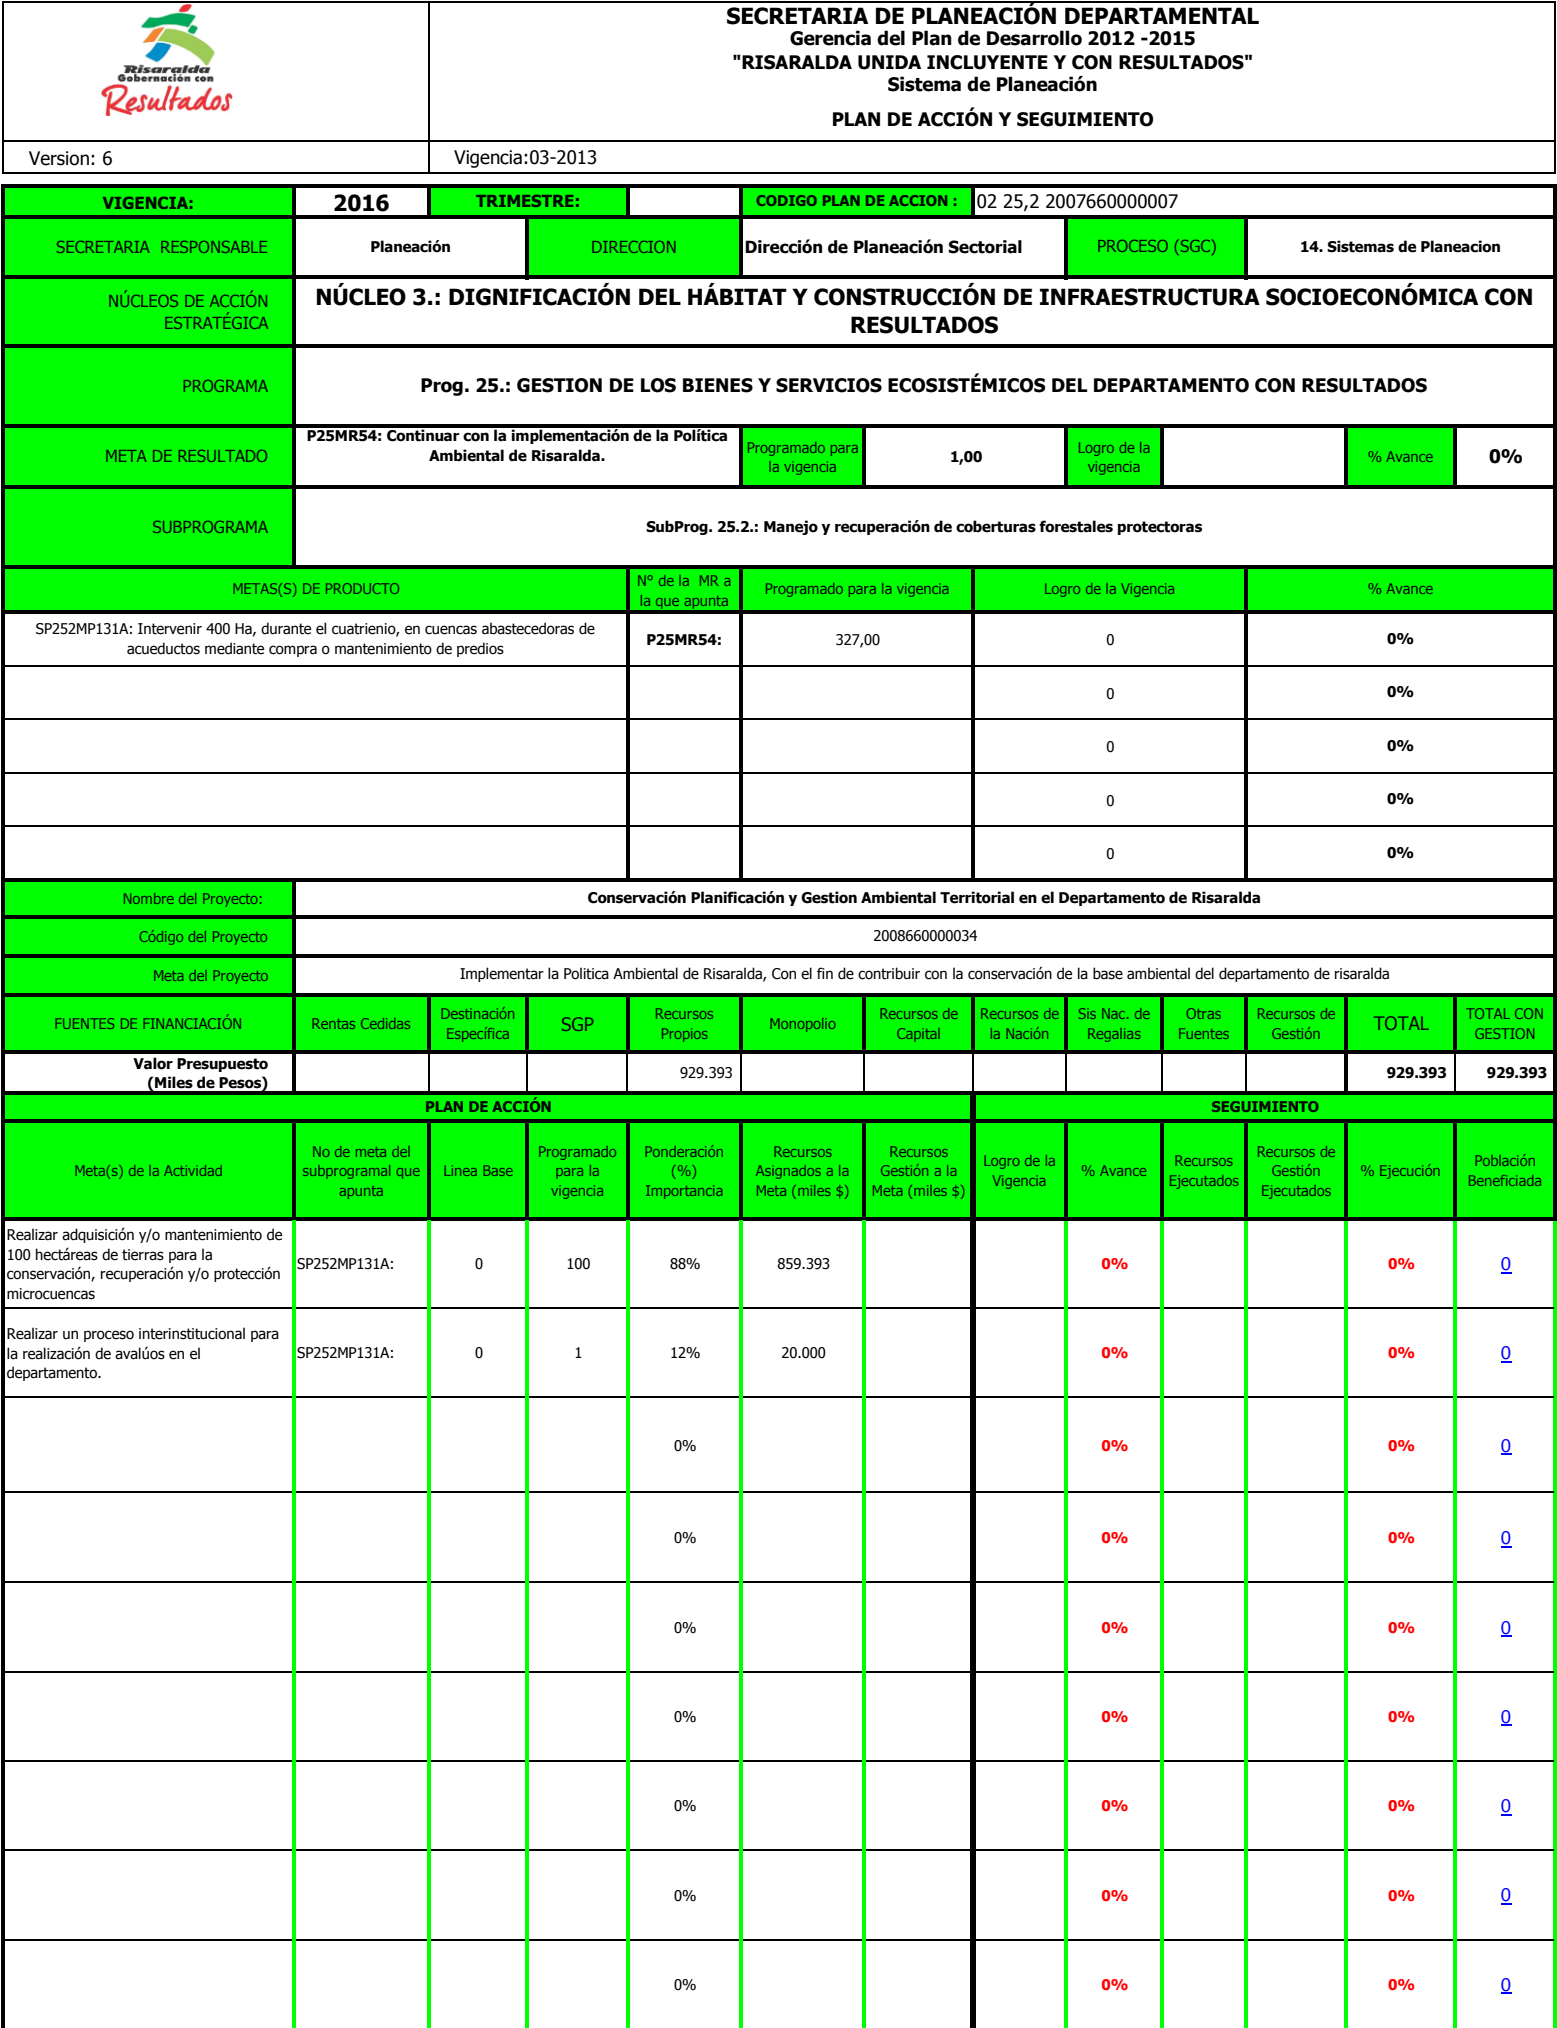 Risaralda
Gobernación con
Resultados
SECRETARIA DE PLANEACIÓN DEPARTAMENTAL
Gerencia del Plan de Desarrollo 2012 -2015
"RISARALDA UNIDA INCLUYENTE Y CON RESULTADOS"
Sistema de Planeación
PLAN DE ACCIÓN Y SEGUIMIENTO
Version: 6 Vigencia:03-2013
VIGENCIA: 2016 TRIMESTRE: CODIGO PLAN DE ACCION : 02 25,2 2007660000007
SECRETARIA RESPONSABLE Planeación DIRECCION Dirección de Planeación Sectorial PROCESO (SGC) 14. Sistemas de Planeacion
NÚCLEOS DE ACCIÓN
ESTRATÉGICA
NÚCLEO 3.: DIGNIFICACIÓN DEL HÁBITAT Y CONSTRUCCIÓN DE INFRAESTRUCTURA SOCIOECONÓMICA CON
RESULTADOS
PROGRAMA Prog. 25.: GESTION DE LOS BIENES Y SERVICIOS ECOSISTÉMICOS DEL DEPARTAMENTO CON RESULTADOS
META DE RESULTADO
P25MR54: Continuar con la implementación de la Política
Ambiental de Risaralda.
Programado para
la vigencia
1,00
Logro de la
vigencia
% Avance 0%
SUBPROGRAMA SubProg. 25.2.: Manejo y recuperación de coberturas forestales protectoras
METAS(S) DE PRODUCTO
N° de la MR a
la que apunta
Programado para la vigencia Logro de la Vigencia % Avance
SP252MP131A: Intervenir 400 Ha, durante el cuatrienio, en cuencas abastecedoras de
acueductos mediante compra o mantenimiento de predios
P25MR54: 327,00 0 0%
0 0%
0 0%
0 0%
0 0%
Nombre del Proyecto: Conservación Planificación y Gestion Ambiental Territorial en el Departamento de Risaralda
Código del Proyecto 2008660000034
Meta del Proyecto Implementar la Politica Ambiental de Risaralda, Con el fin de contribuir con la conservación de la base ambiental del departamento de risaralda
FUENTES DE FINANCIACIÓN Rentas Cedidas
Destinación
Específica
SGP
Recursos
Propios
Monopolio
Recursos de
Capital
Recursos de
la Nación
Sis Nac. de
Regalias
Otras
Fuentes
Recursos de
Gestión
TOTAL
TOTAL CON
GESTION
Valor Presupuesto
(Miles de Pesos)
929.393 929.393 929.393
PLAN DE ACCIÓN SEGUIMIENTO
Meta(s) de la Actividad
No de meta del
subprogramal que
apunta
Linea Base
Programado
para la
vigencia
Ponderación
(%)
Importancia
Recursos
Asignados a la
Meta (miles $)
Recursos
Gestión a la
Meta (miles $)
Logro de la
Vigencia
% Avance
Recursos
Ejecutados
Recursos de
Gestión
Ejecutados
% Ejecución
Población
Beneficiada
Realizar adquisición y/o mantenimiento de
100 hectáreas de tierras para la
conservación, recuperación y/o protección
microcuencas
SP252MP131A: 0 100 88% 859.393 0% 0% 0
Realizar un proceso interinstitucional para
la realización de avalúos en el
departamento.
SP252MP131A: 0 1 12% 20.000 0% 0% 0
0% 0% 0% 0
0% 0% 0% 0
0% 0% 0% 0
0% 0% 0% 0
0% 0% 0% 0
0% 0% 0% 0
0% 0% 0% 0